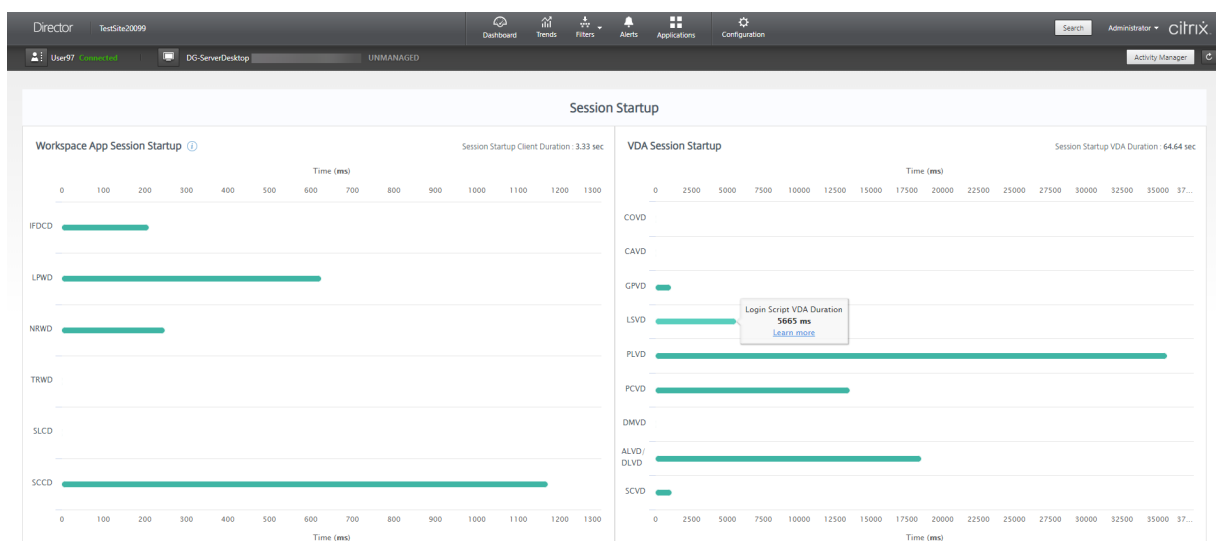 Director TestSite20099 Dashboard Trends Filters Alerts Applications Configuration Search Administrator citrix
User97 Connected DG-ServerDesktop UNMANAGED Activity Manager
Session Startup
Workspace App Session Startup Session Startup Client Duration : 3.33 sec
Time (ms)
0 100 200 300 400 500 600 700 800 900 1000 1100 1200 1300
IFDCD
LPWD
NRWD
TRWD
SLCD
SCCD
0 100 200 300 400 500 600 700 800 900 1000 1100 1200 1300
Time (ms)
VDA Session Startup Session Startup VDA Duration : 64.64 sec
Time (ms)
0 2500 5000 7500 10000 12500 15000 17500 20000 22500 25000 27500 30000 32500 35000 37...
COVD
CAVD
GPVD
Login Script VDA Duration
LSVD 5665 ms
Learn more
PLVD
PCVD
DMVD
ALVD/
DLVD
SCVD
0 2500 5000 7500 10000 12500 15000 17500 20000 22500 25000 27500 30000 32500 35000 37...
Time (ms)